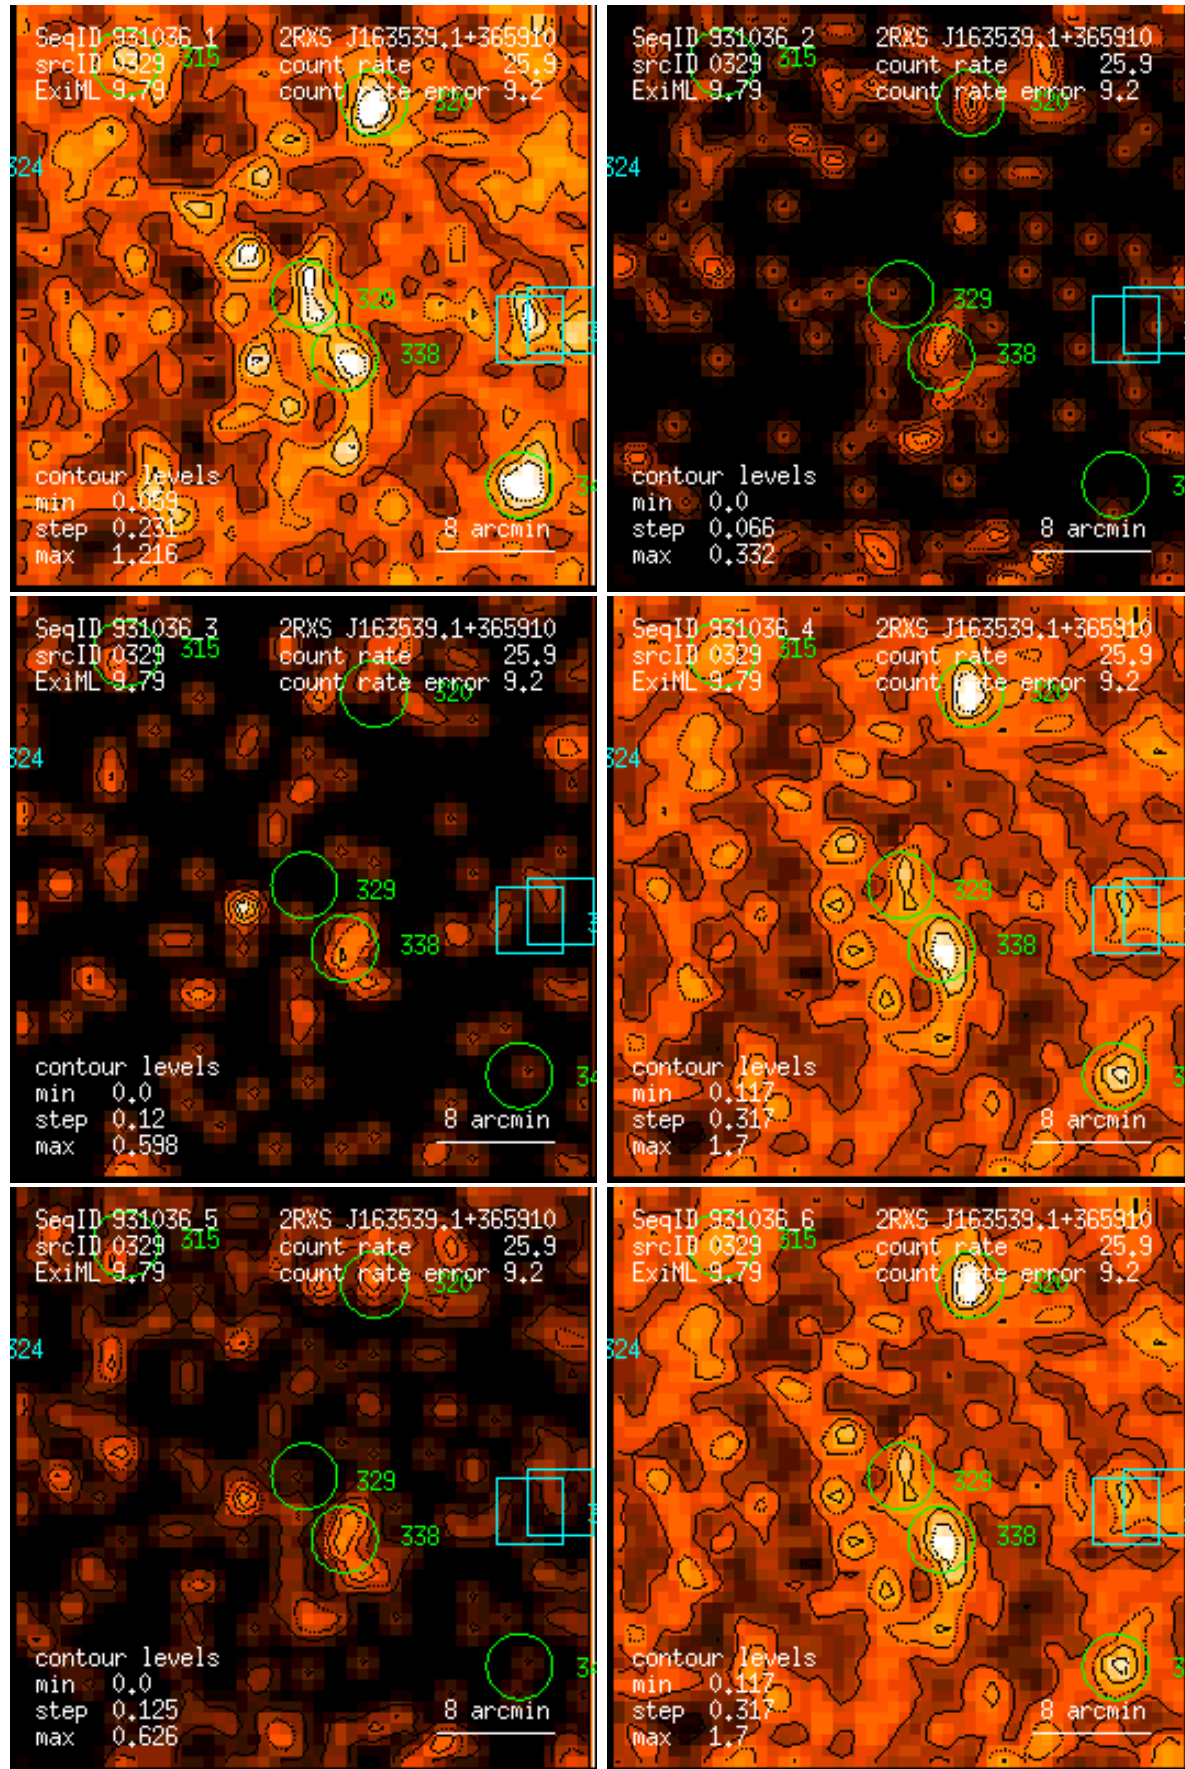 SeqID 931036_1 2RXS J163539.1+365910
srcID 0329 315 count rate 25.9
ExiML 9.79 count rate error 9.2
320
324
329
338
contour levels
min 0.059
step 0.231 8 arcmin
max 1.216
SeqID 931036_2 2RXS J163539.1+365910
srcID 0329 315 count rate 25.9
ExiML 9.79 count rate error 9.2
320
324
329
338
contour levels
min 0.0
step 0.066 8 arcmin
max 0.332
SeqID 931036_3 2RXS J163539.1+365910
srcID 0329 315 count rate 25.9
ExiML 9.79 count rate error 9.2
320
324
329
338
contour levels
min 0.0
step 0.12 8 arcmin
max 0.598
SeqID 931036_4 2RXS J163539.1+365910
srcID 0329 315 count rate 25.9
ExiML 9.79 count rate error 9.2
320
324
329
338
contour levels
min 0.117
step 0.317 8 arcmin
max 1.7
SeqID 931036_5 2RXS J163539.1+365910
srcID 0329 315 count rate 25.9
ExiML 9.79 count rate error 9.2
320
324
329
338
contour levels
min 0.0
step 0.125 8 arcmin
max 0.626
SeqID 931036_6 2RXS J163539.1+365910
srcID 0329 315 count rate 25.9
ExiML 9.79 count rate error 9.2
320
324
329
338
contour levels
min 0.117
step 0.317 8 arcmin
max 1.7